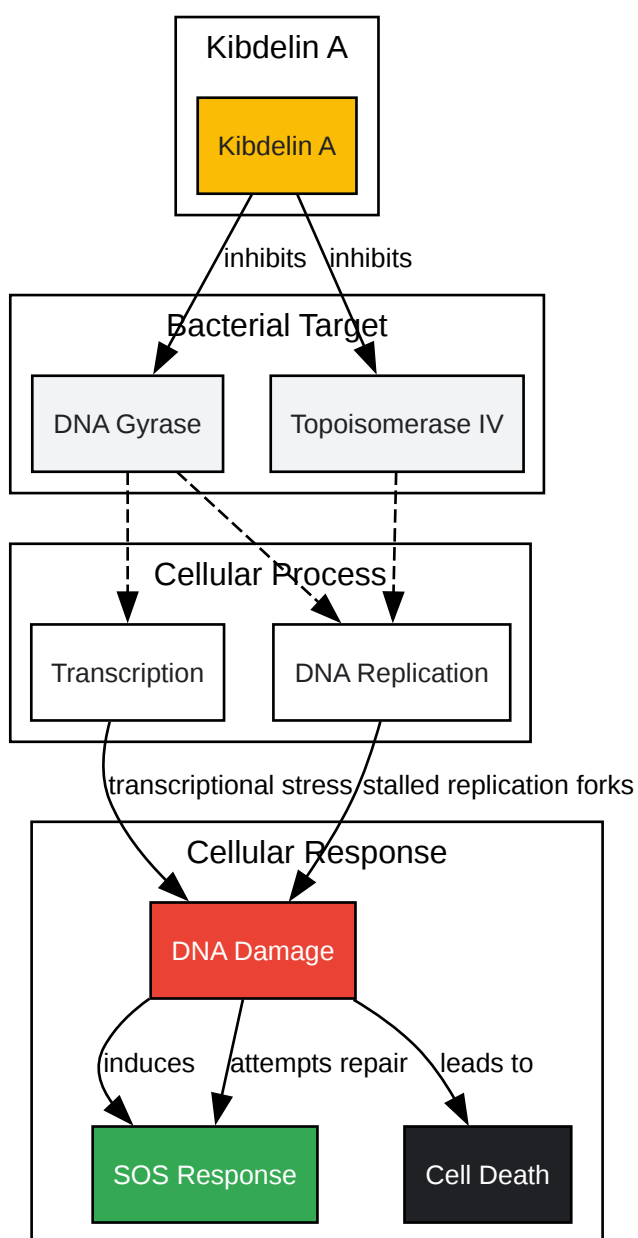 Kibdelin A
Kibdelin A
inhibits inhibits
Bacterial Target
DNA Gyrase Topoisomerase IV
Cellular Process
Transcription DNA Replication
transcriptional stress stalled replication forks
Cellular Response
DNA Damage
induces attempts repair leads to
SOS Response Cell Death